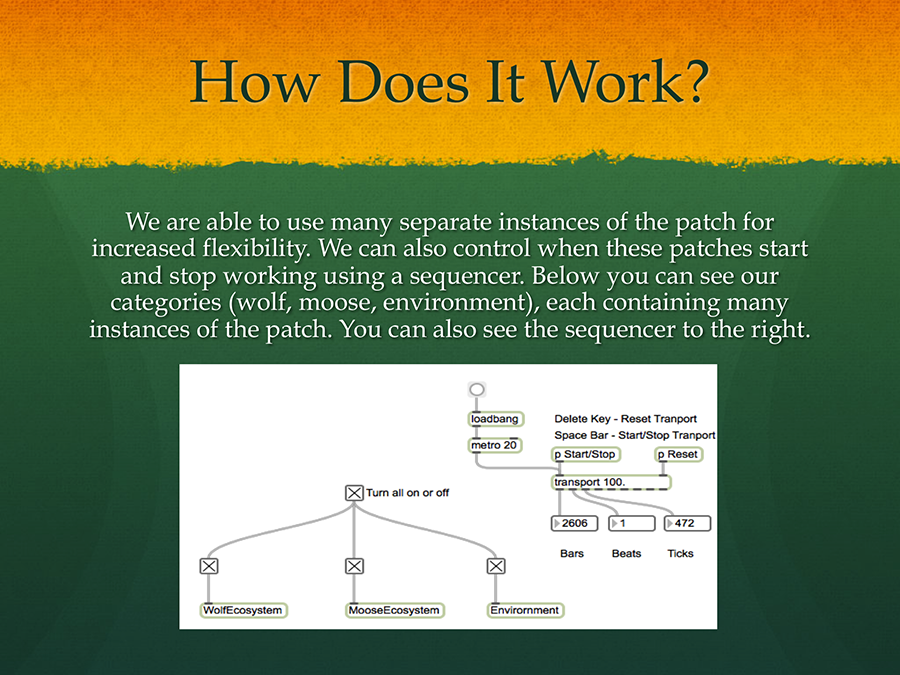 How Does It Work?
We are able to use many separate instances of the patch for
increased flexibility. We can also control when these patches start
and stop working using a sequencer. Below you can see our
categories (wolf, moose, environment), each containing many
instances of the patch. You can also see the sequencer to the right.
loadbang
Delete Key - Reset Tranport
Space Bar - Start/Stop Tranport
metro 20
p Start/Stop
p Reset
transport 100.
Turn all on or off
2606
1
472
Bars
Beats
Ticks
WolfEcosystem
MooseEcosystem
Envirornment